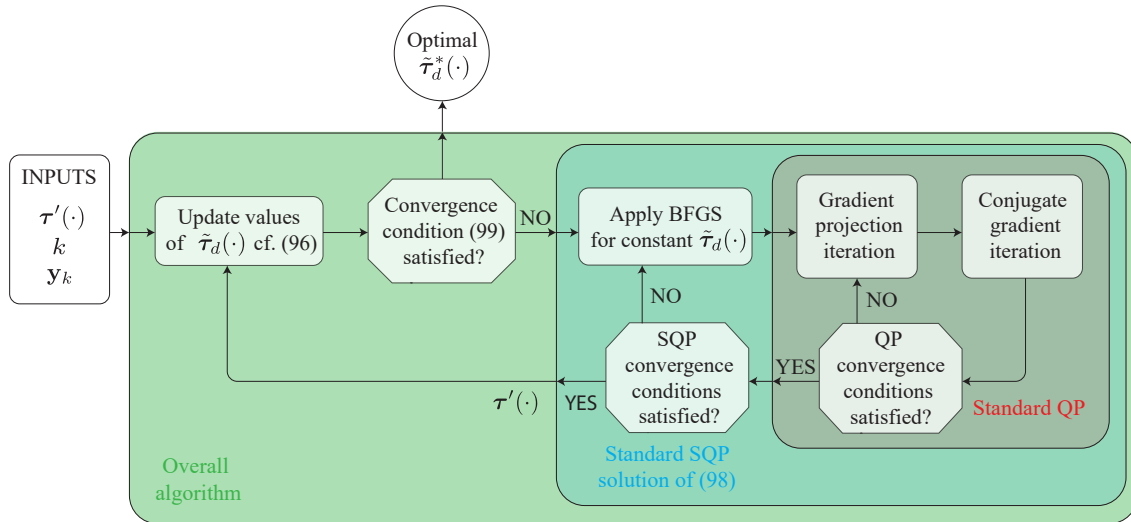 Optimal
τ̃*_d(·)
INPUTS
τ′(·)
k
y_k
Update values
of τ̃_d(·) cf. (96)
Convergence
condition (99)
satisfied?
NO
Apply BFGS
for constant τ̃_d(·)
Gradient
projection
iteration
Conjugate
gradient
iteration
NO
NO
SQP
convergence
conditions
satisfied?
YES
QP
convergence
conditions
satisfied?
τ′(·)
YES
Standard QP
Overall
algorithm
Standard SQP
solution of (98)